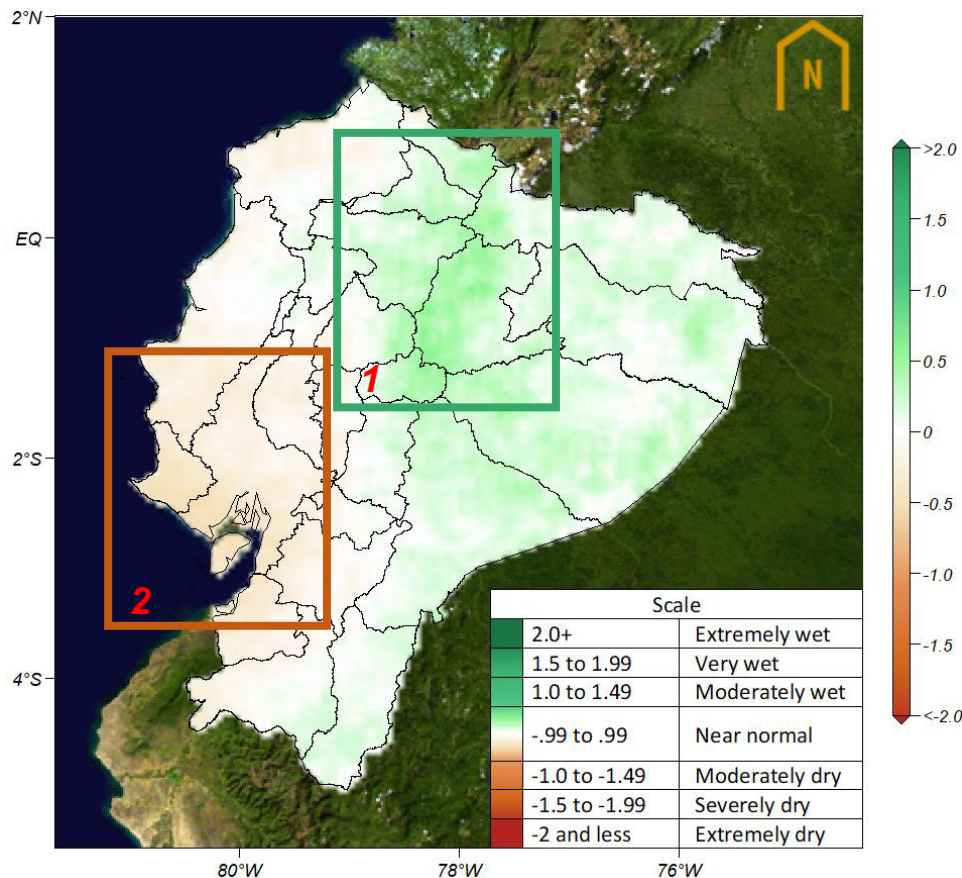 2°N
N
>2.0
1.5
EQ
1.0
0.5
1
0
2°S
-0.5
-1.0
2
Scale
2.0+ Extremely wet
1.5 to 1.99 Very wet
1.0 to 1.49 Moderately wet
-.99 to .99 Near normal
-1.0 to -1.49 Moderately dry
-1.5 to -1.99 Severely dry
-2 and less Extremely dry
4°S
-1.5
<-2.0
80°W
78°W
76°W